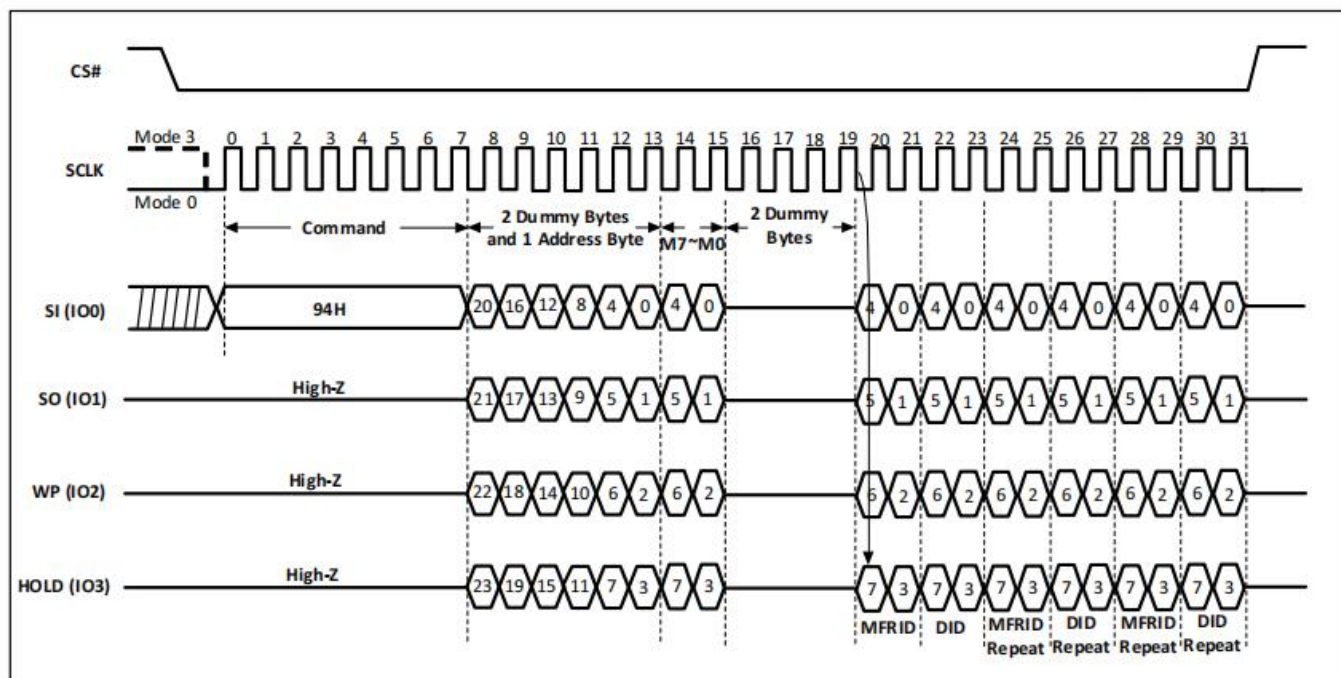 CS#
Mode 3
0 1 2 3 4 5 6 7 8 9 10 11 12 13 14 15 16 17 18 19 20 21 22 23 24 25 26 27 28 29 30 31
SCLK
Mode 0
Command
2 Dummy Bytes
and 1 Address Byte
M7~M0
2 Dummy
Bytes
SI (IO0)
94H
20 16 12 8 4 0 4 0 4 0 4 0 4 0 4 0 4 0 4 0
SO (IO1)
High-Z
21 17 13 9 5 1 5 1 5 1 5 1 5 1 5 1 5 1 5 1
WP (IO2)
High-Z
22 18 14 10 6 2 6 2 6 2 6 2 6 2 6 2 6 2 6 2
HOLD (IO3)
High-Z
23 19 15 11 7 3 7 3 7 3 7 3 7 3 7 3 7 3 7 3
MFRID DID MFRID DID MFRID DID
Repeat Repeat Repeat Repeat